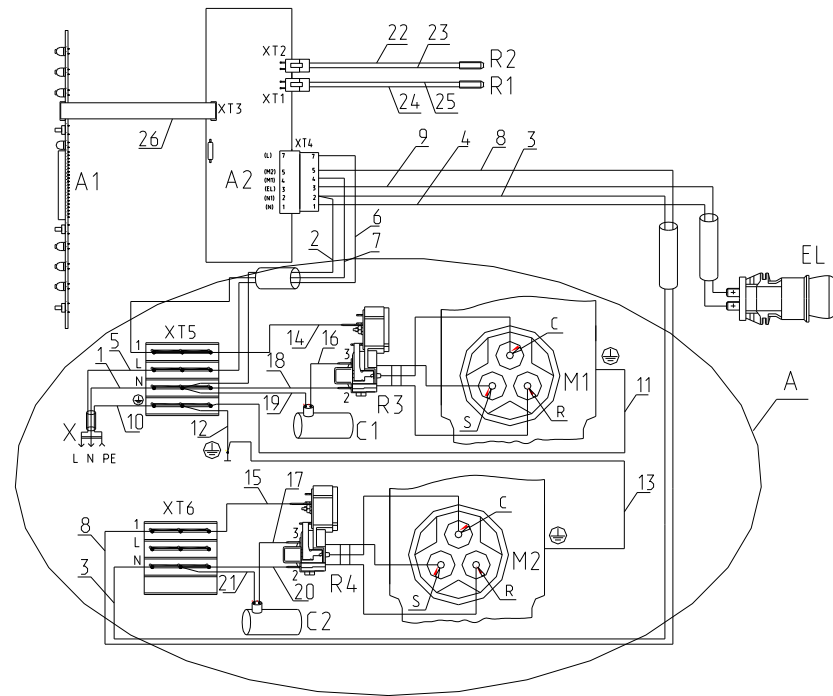 22 23
XT2 R2
XT1 R1
24 25
XT3
26
A1
XT4
A2
(L) 7 7
(M2) 5 5
(M1) 4 4
(EL) 3 3
(N1) 2 2
(N) 1 1
9 4 8 3
6
2 7
EL
XT5
1
L
N
5
1
10
X
L N PE
12
14 16
3
18
2
19
R3
C1
C
S R
M1
11
A
13
XT6
1
L
N
8
3
15 17
3
2
21 20
R4
C2
C
S R
M2